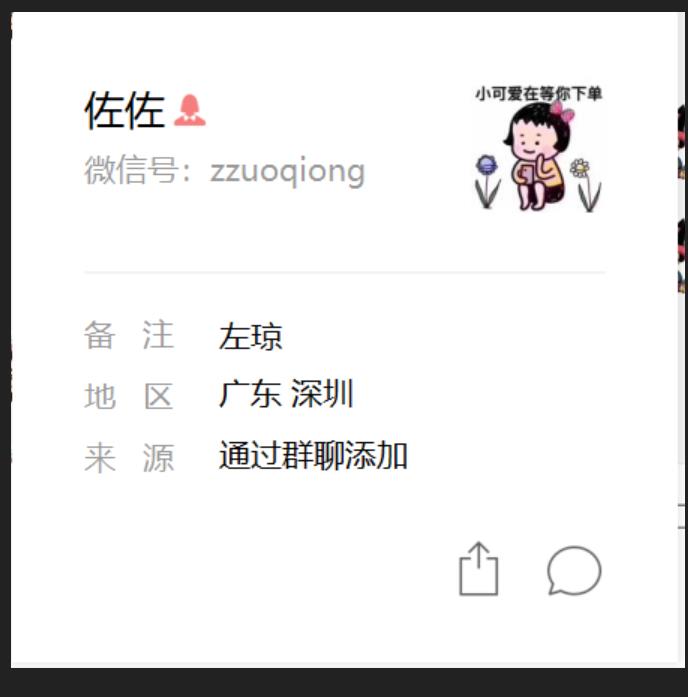 佐佐
微信号：zzuoqiong
小可爱在等你下单
备 注 左琼
地 区 广东 深圳
来 源 通过群聊添加